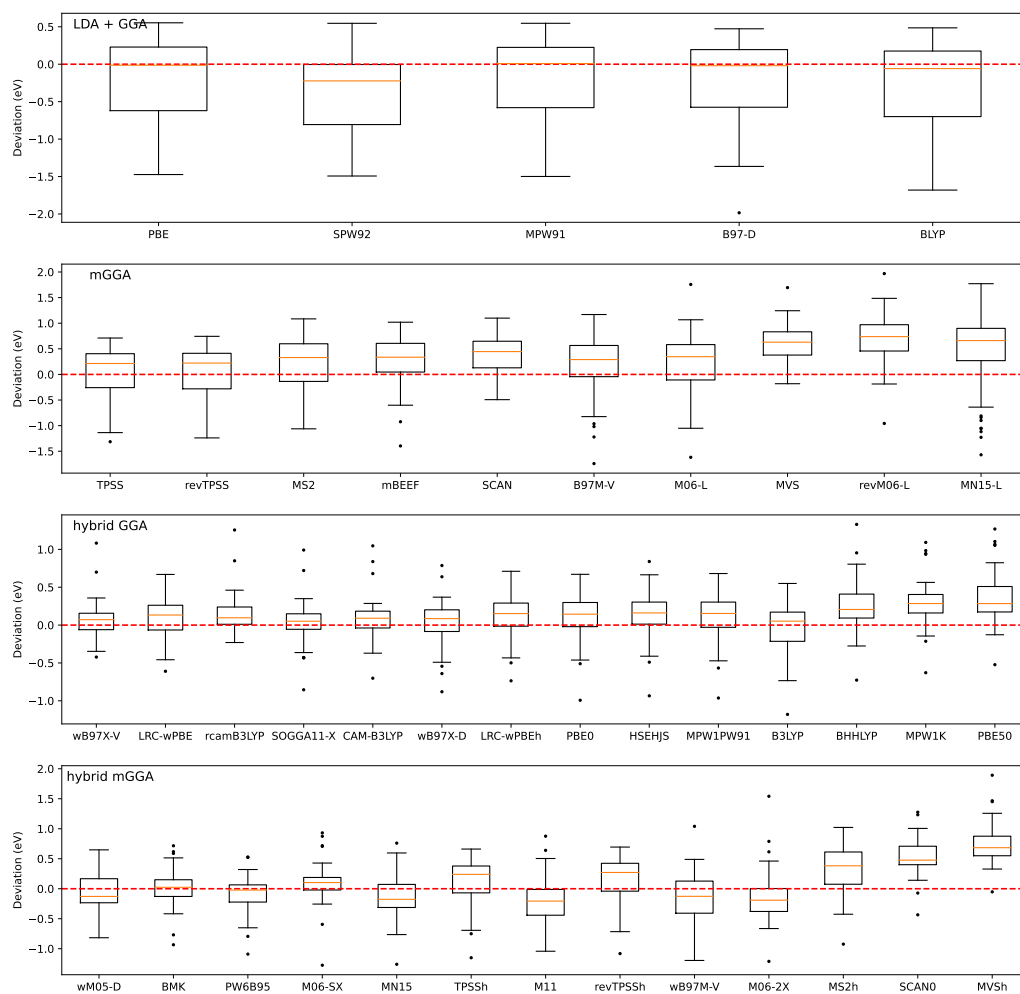 LDA + GGA
Deviation (eV)
0.5
0.0
−0.5
−1.0
−1.5
−2.0
PBE SPW92 MPW91 B97-D BLYP
mGGA
Deviation (eV)
2.0
1.5
1.0
0.5
0.0
−0.5
−1.0
−1.5
TPSS revTPSS MS2 mBEEF SCAN B97M-V M06-L MVS revM06-L MN15-L
hybrid GGA
Deviation (eV)
1.0
0.5
0.0
−0.5
−1.0
wB97X-V LRC-wPBE rcamB3LYP SOGGA11-X CAM-B3LYP wB97X-D LRC-wPBEh PBE0 HSEHJS MPW1PW91 B3LYP BHHLYP MPW1K PBE50
hybrid mGGA
Deviation (eV)
2.0
1.5
1.0
0.5
0.0
−0.5
−1.0
wM05-D BMK PW6B95 M06-SX MN15 TPSSh M11 revTPSSh wB97M-V M06-2X MS2h SCAN0 MVSh